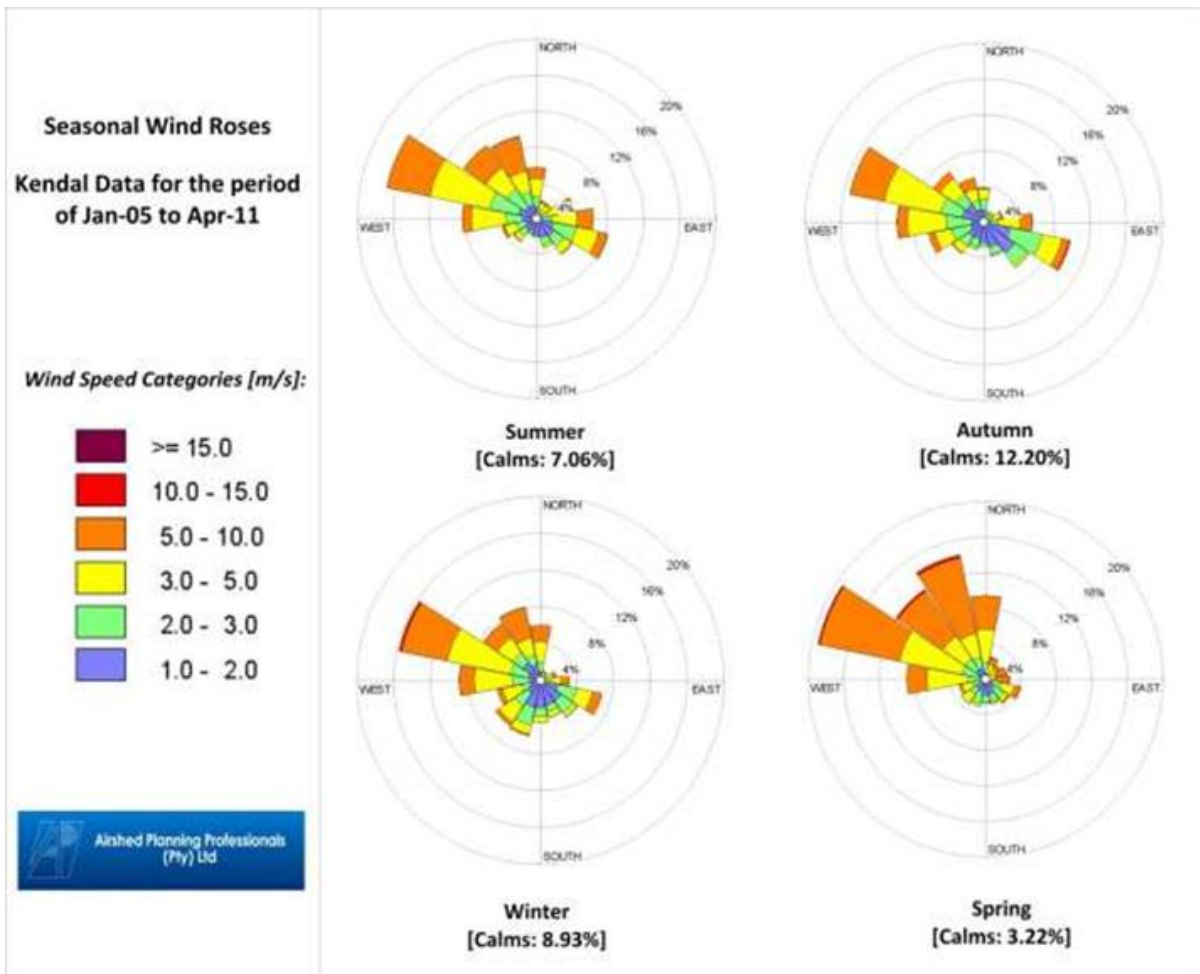 Seasonal Wind Roses
Kendal Data for the period
of Jan-05 to Apr-11
Wind Speed Categories [m/s]:
>= 15.0
10.0 - 15.0
5.0 - 10.0
3.0 - 5.0
2.0 - 3.0
1.0 - 2.0
Airshed Planning Professionals
(Pty) Ltd
NORTH
20%
16%
12%
8%
4%
WEST
EAST
SOUTH
Summer
[Calms: 7.06%]
NORTH
20%
16%
12%
8%
4%
WEST
EAST
SOUTH
Autumn
[Calms: 12.20%]
NORTH
20%
16%
12%
8%
4%
WEST
EAST
SOUTH
Winter
[Calms: 8.93%]
NORTH
20%
16%
12%
8%
4%
WEST
EAST
SOUTH
Spring
[Calms: 3.22%]